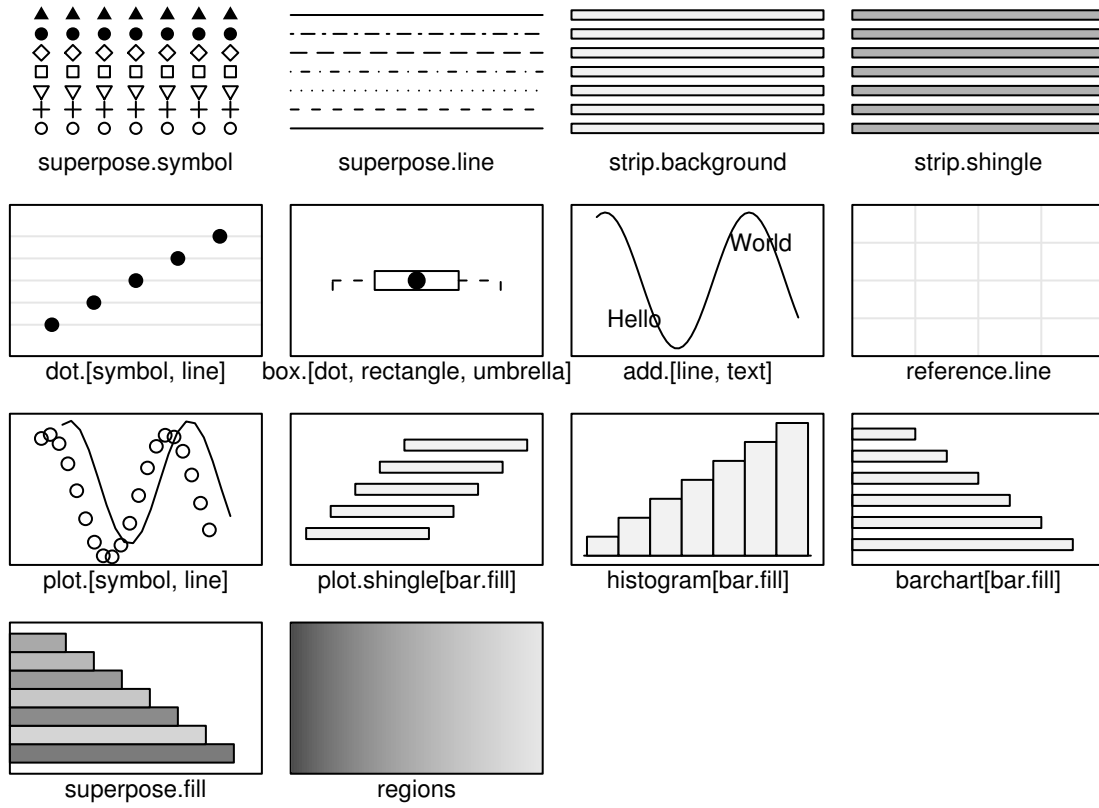 superpose.symbol
superpose.line
strip.background
strip.shingle
World
Hello
dot.[symbol, line]
box.[dot, rectangle, umbrella]
add.[line, text]
reference.line
plot.[symbol, line]
plot.shingle[bar.fill]
histogram[bar.fill]
barchart[bar.fill]
superpose.fill
regions